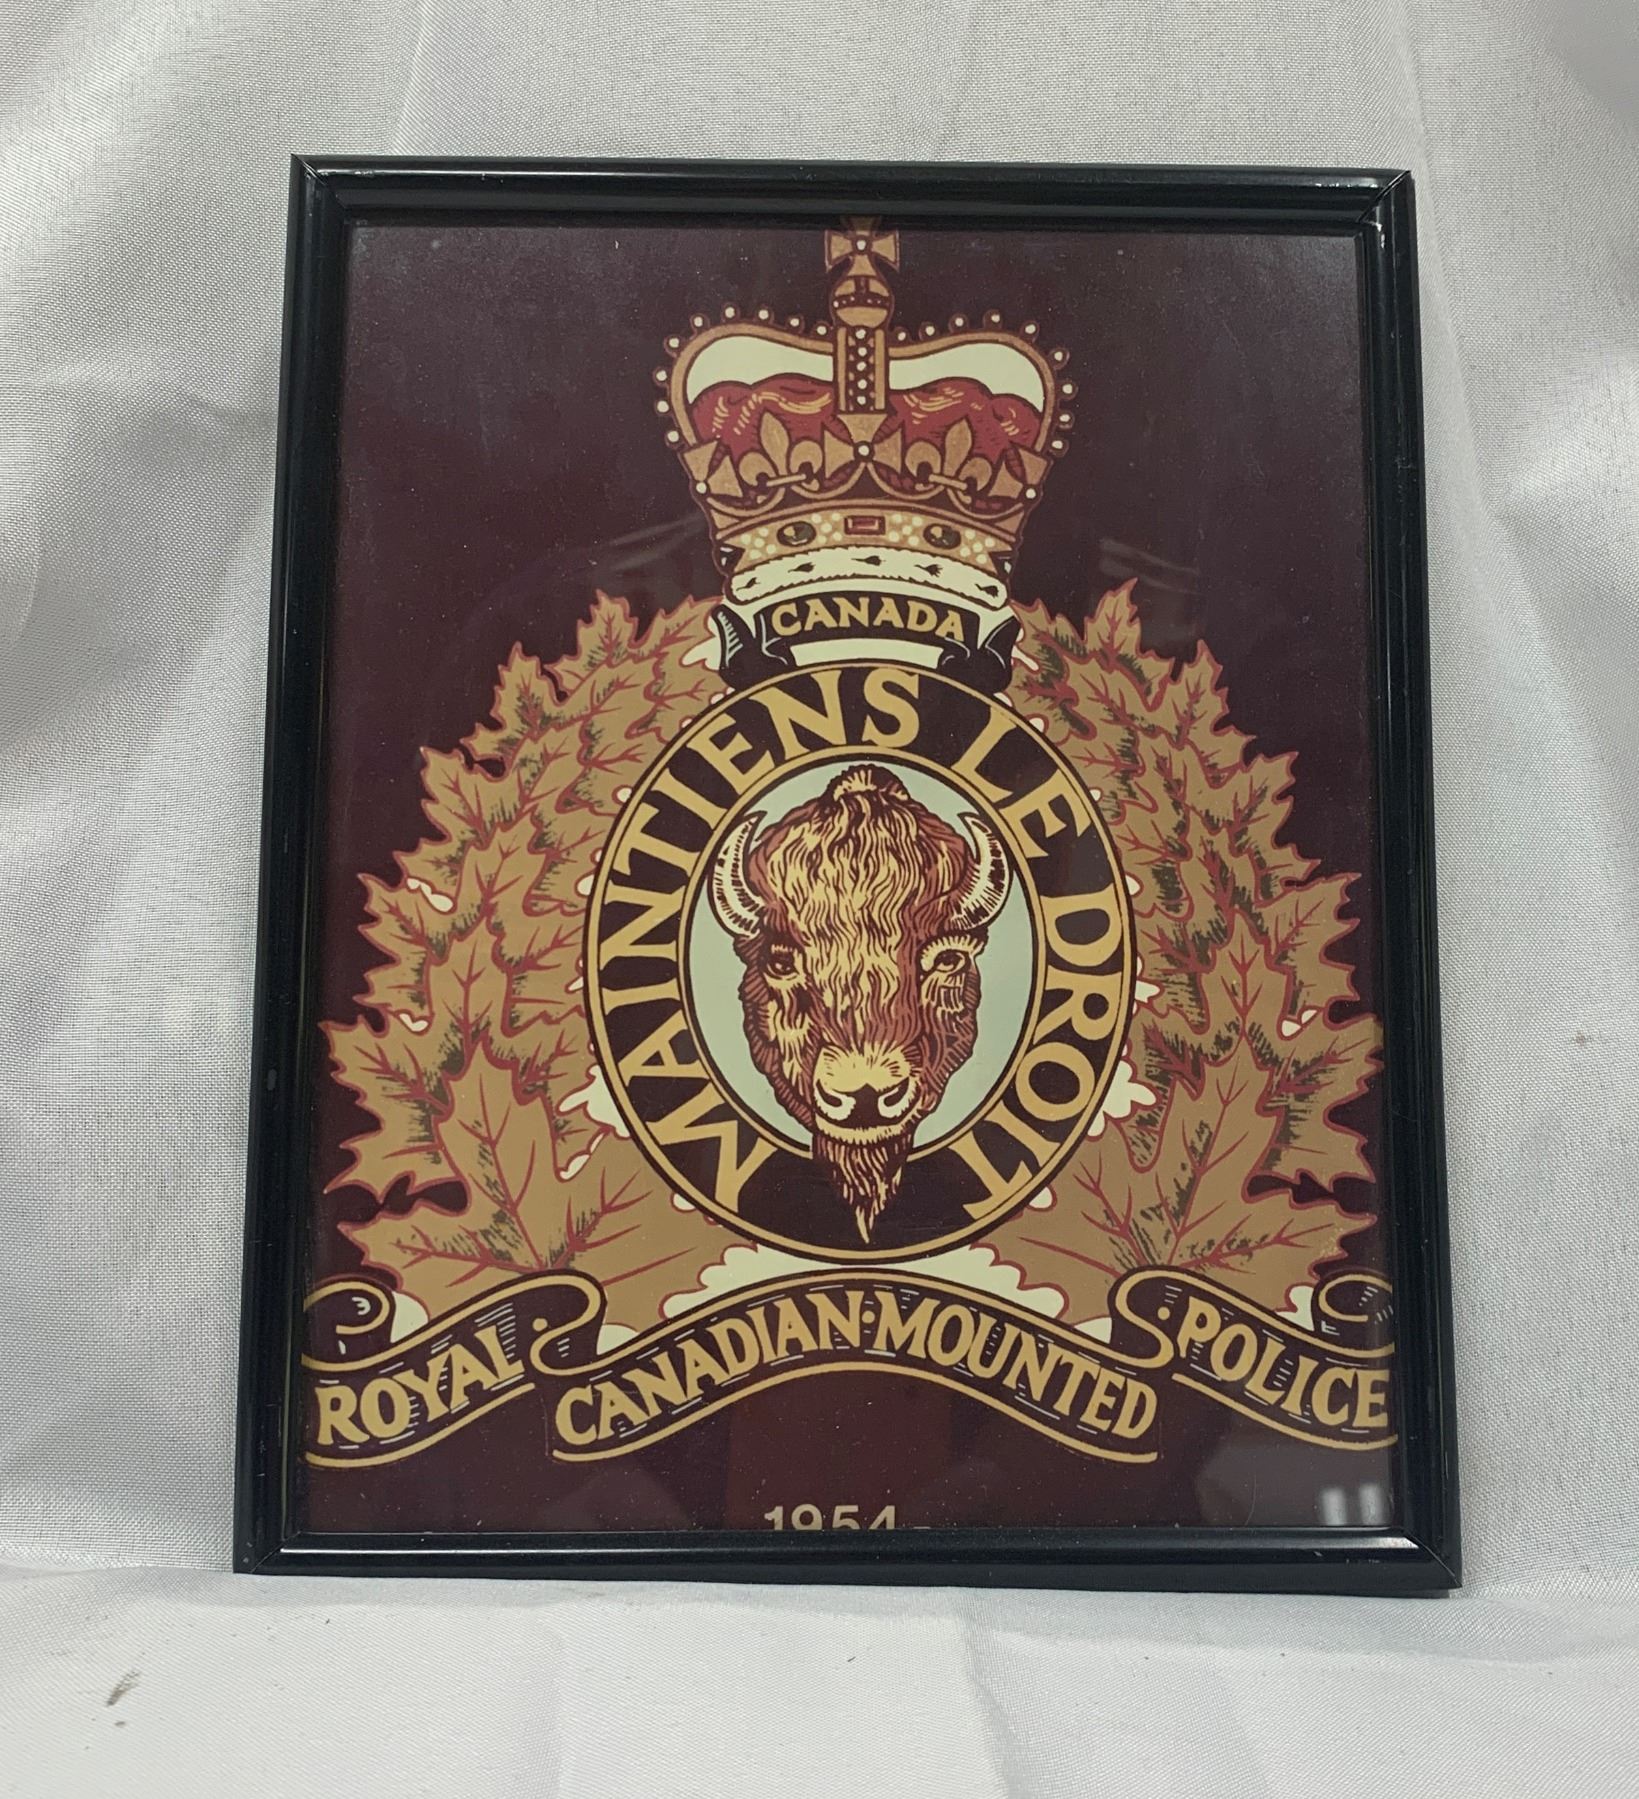 CANADA
MAINTIENS LE DROIT
ROYAL · CANADIAN · MOUNTED · POLICE
1954-